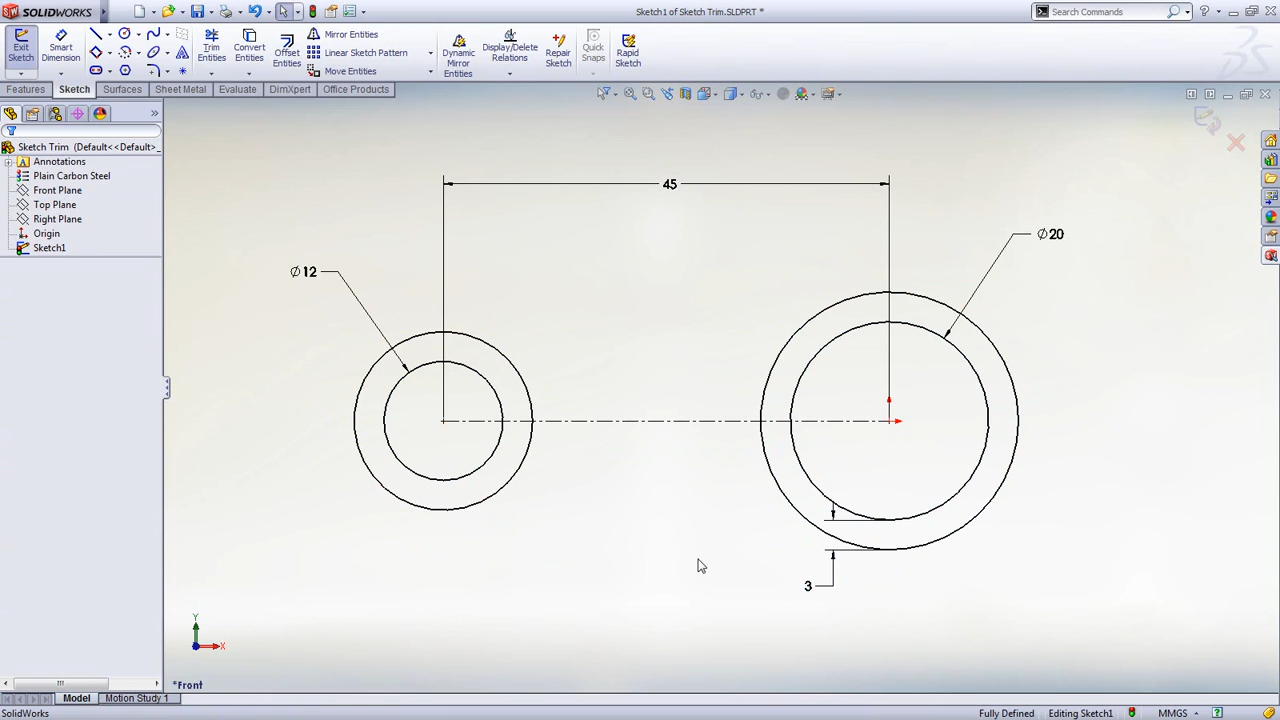 SOLIDWORKS
Sketch1 of Sketch Trim.SLDPRT *
Search Commands
Exit Sketch
Smart Dimension
Trim Entities
Convert Entities
Offset Entities
Mirror Entities
Linear Sketch Pattern
Move Entities
Dynamic Mirror Entities
Display/Delete Relations
Repair Sketch
Quick Snaps
Rapid Sketch
Features
Sketch
Surfaces
Sheet Metal
Evaluate
DimXpert
Office Products
Sketch Trim (Default<<Default>_
Annotations
Plain Carbon Steel
Front Plane
Top Plane
Right Plane
Origin
Sketch1
45
∅20
∅12
3
Y
X
*Front
Model
Motion Study 1
SolidWorks
Fully Defined
Editing Sketch1
MMGS